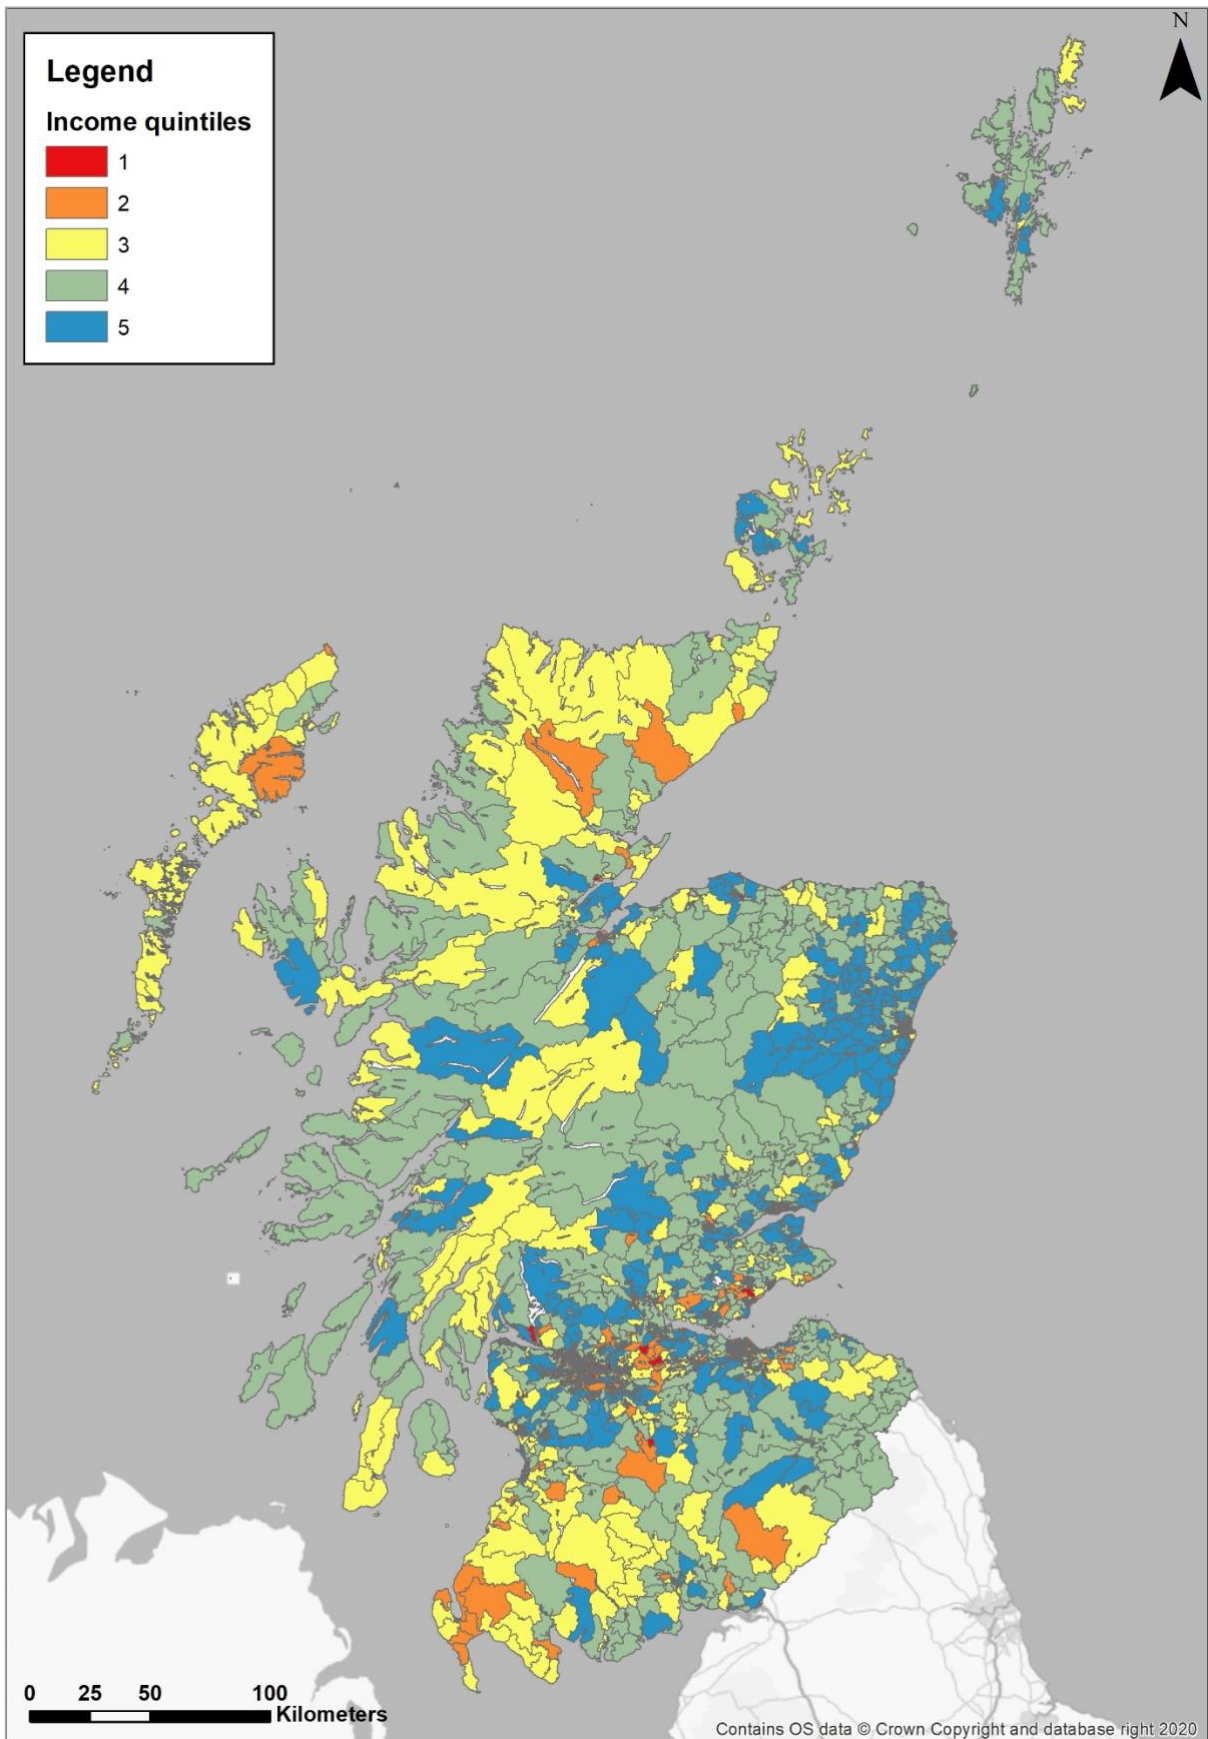 N
Legend
Income quintiles
1
2
3
4
5
0 25 50 100
Kilometers
Contains OS data © Crown Copyright and database right 2020